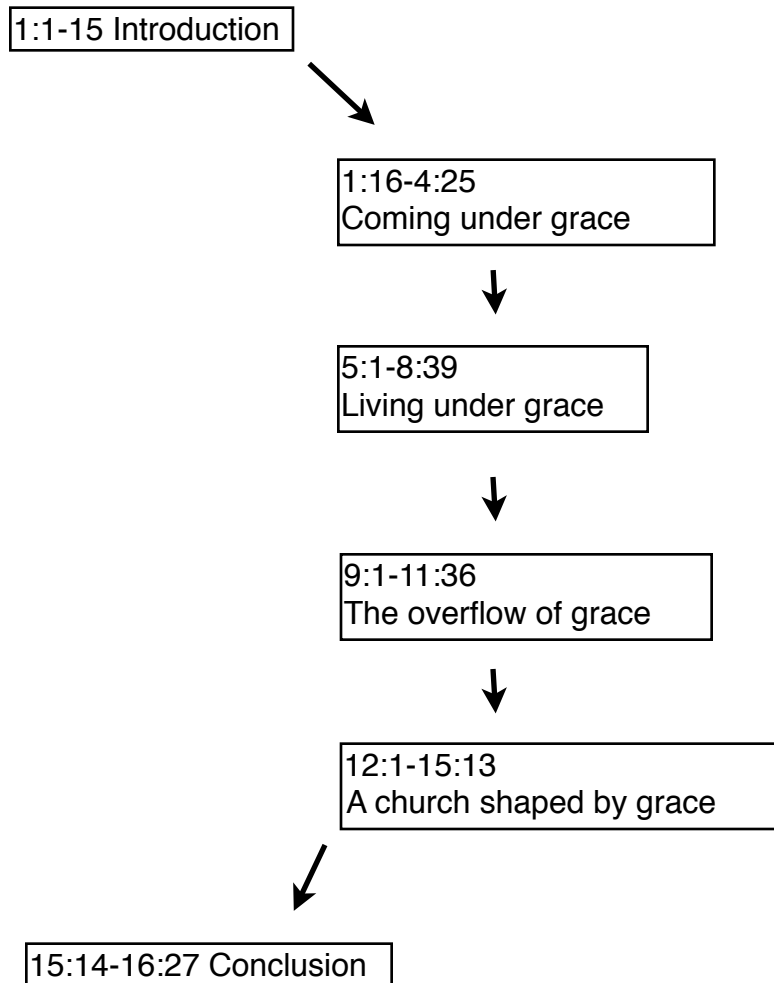 1:1-15 Introduction
1:16-4:25
Coming under grace
5:1-8:39
Living under grace
9:1-11:36
The overflow of grace
12:1-15:13
A church shaped by grace
15:14-16:27 Conclusion